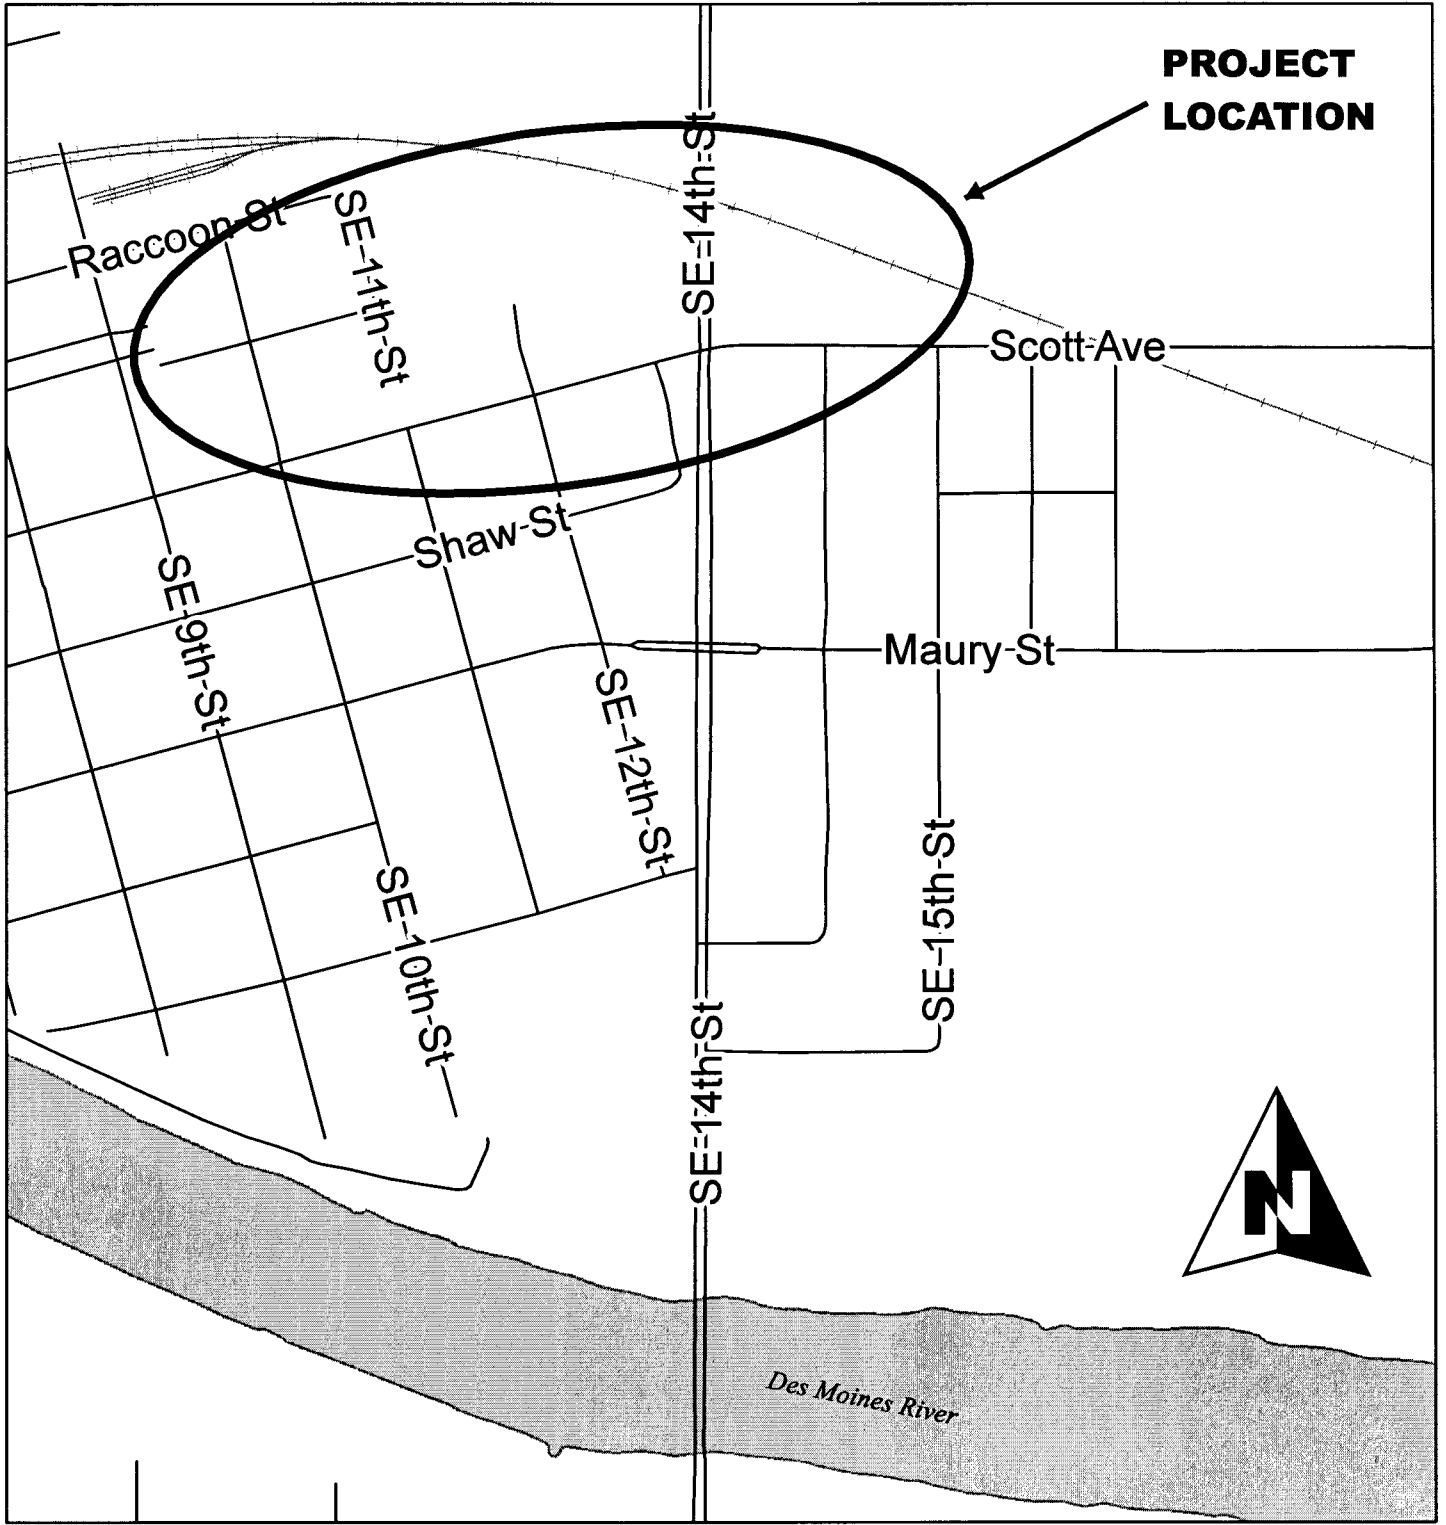 PROJECT
LOCATION
SE 14th St
Raccoon St
SE 11th St
Scott Ave
Shaw St
SE 9th St
Maury St
SE 12th St
SE 15th St
SE 10th St
SE 14th St
N
Des Moines River